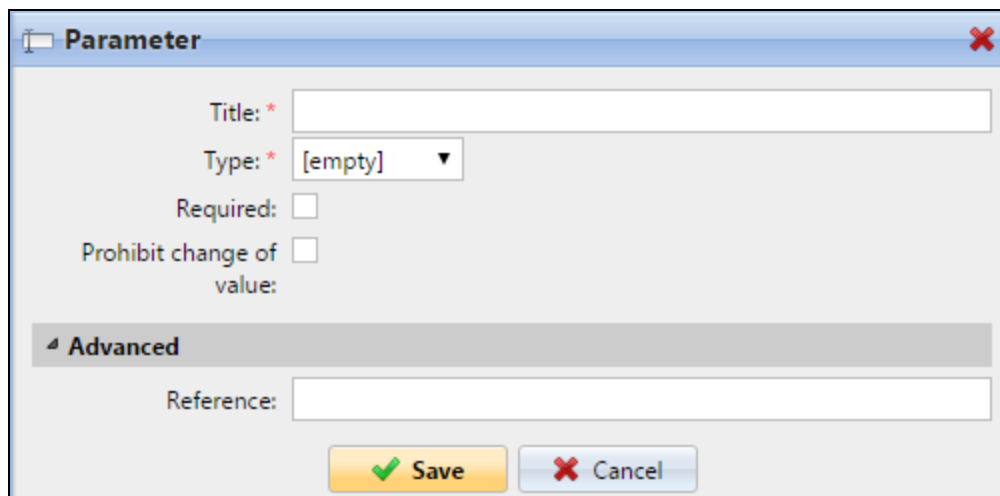 Parameter
Title: *
Type: * [empty]
Required:
Prohibit change of
value:
Advanced
Reference:
Save Cancel